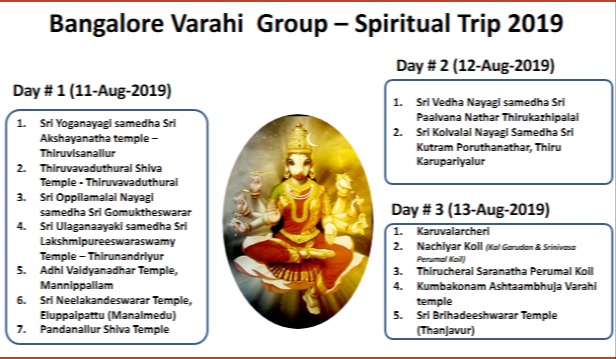 Bangalore Varahi Group – Spiritual Trip 2019
Day # 1 (11-Aug-2019)
1. Sri Yoganayagi samedha Sri
Akshayanatha temple –
Thiruvisanallur
2. Thiruvavaduthurai Shiva
Temple - Thiruvavaduthurai
3. Sri Oppilamalai Nayagi
samedha Sri Gomuktheswarar
4. Sri Ulaganaayaki samedha Sri
Lakshmipureeswaraswamy
Temple – Thirunandriyur
5. Adhi Vaidyanadhar Temple,
Mannippallam
6. Sri Neelakandeswarar Temple,
Eluppaipattu (Manalmedu)
7. Pandanallur Shiva Temple
Day # 2 (12-Aug-2019)
1. Sri Vedha Nayagi samedha Sri
Paalvana Nathar Thirukazhipalai
2. Sri Kolvalai Nayagi Samedha Sri
Kutram Poruthanathar, Thiru
Karupariyalur
Day # 3 (13-Aug-2019)
1. Karuvalarcheri
2. Nachiyar Koil (Kal Garudan & Srinivasa
Perumal Koil)
3. Thirucherai Saranatha Perumal Koil
4. Kumbakonam Ashtaambhuja Varahi
temple
5. Sri Brihadeeshwarar Temple
(Thanjavur)